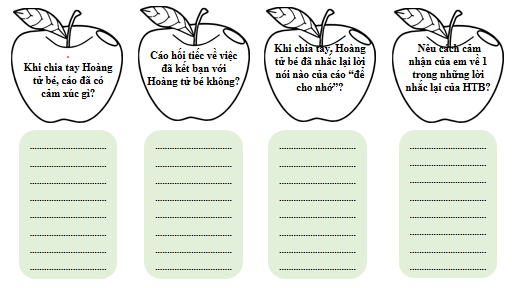 Khi chia tay Hoàng
tử bé, cáo đã có
cảm xúc gì?
Cáo hối tiếc về việc
đã kết bạn với
Hoàng tử bé không?
Khi chia tay, Hoàng
tử bé đã nhắc lại lời
nói nào của cáo “để
cho nhớ”?
Nêu cách cảm
nhận của em về 1
trong những lời
nhắc lại của HTB?